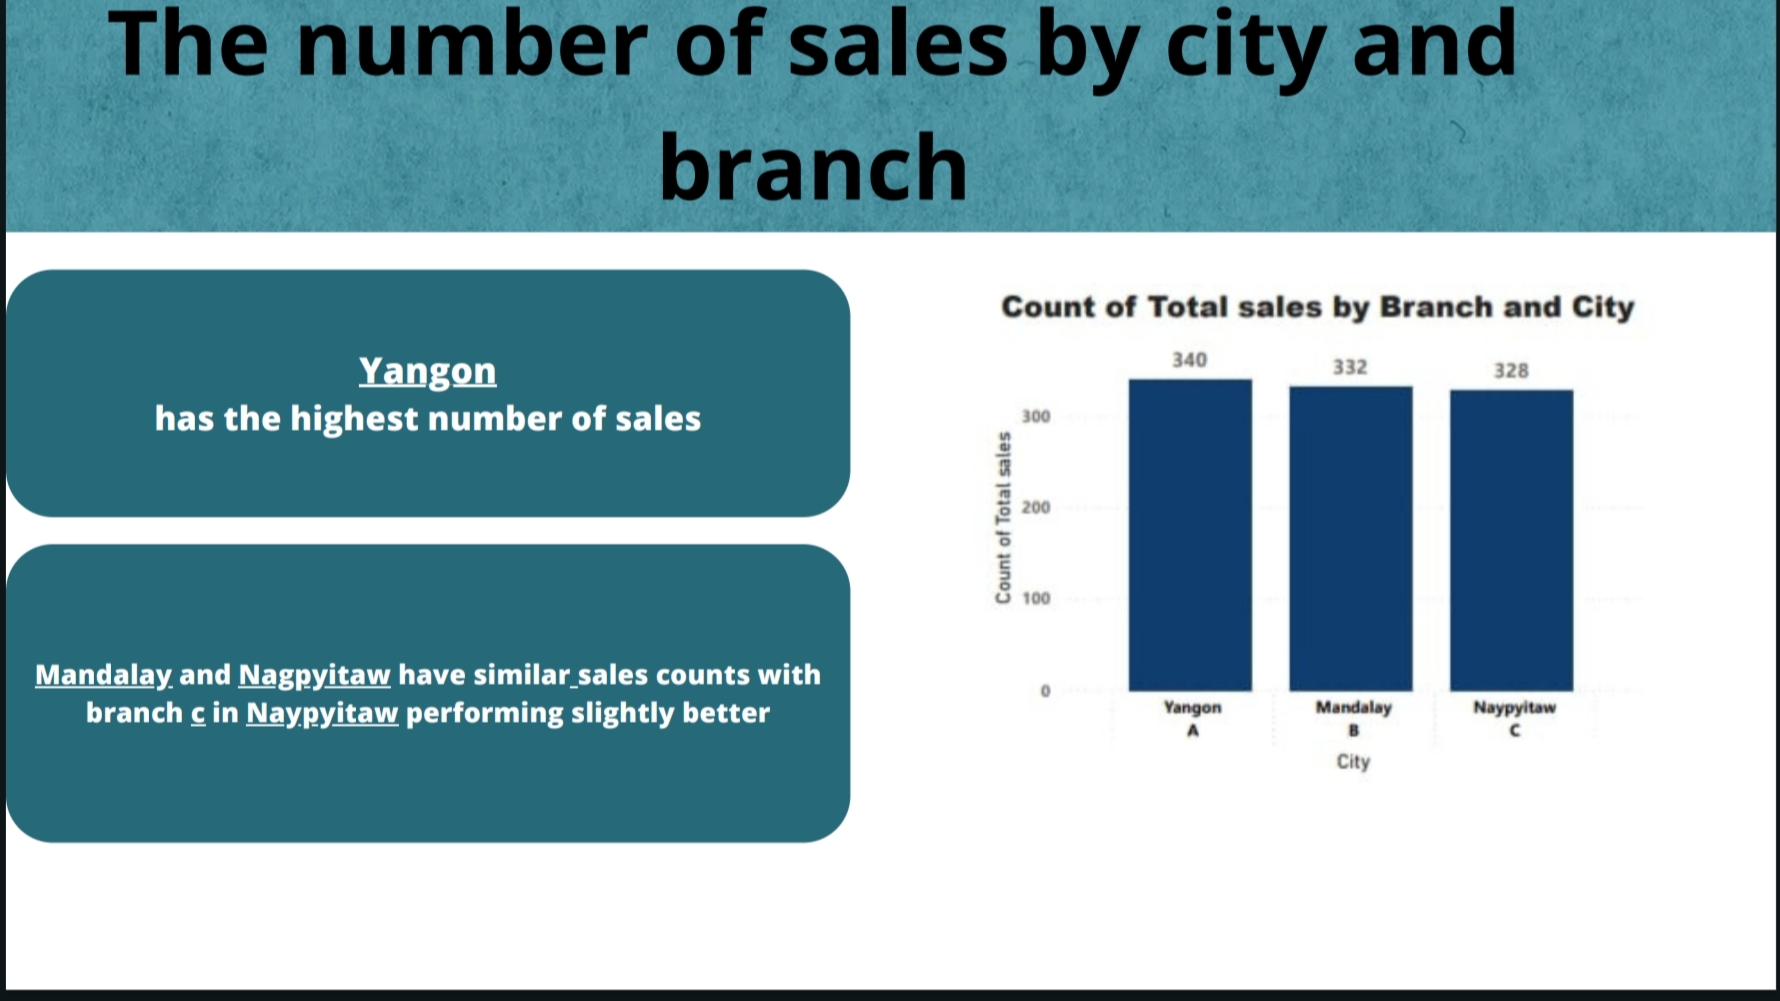 The number of sales by city and
branch
Yangon
has the highest number of sales
Mandalay and Nagpyitaw have similar sales counts with
branch c in Naypyitaw performing slightly better
Count of Total sales by Branch and City
340
332
328
Count of Total sales
300
200
100
0
Yangon
A
Mandalay
B
Naypyitaw
C
City